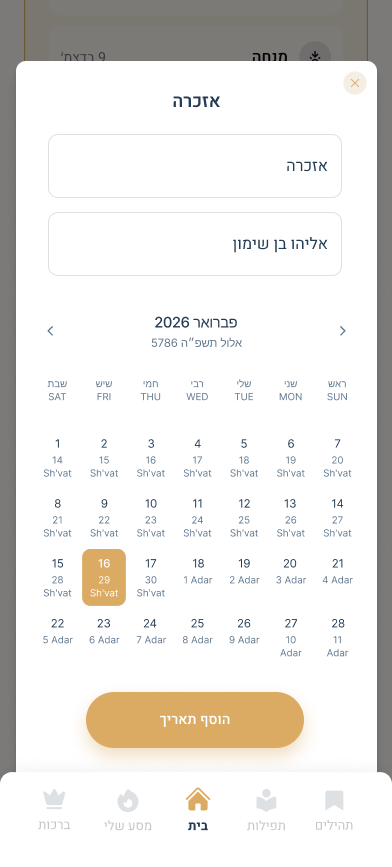 מנחה 9 בדצמ׳
אזכרה
אזכרה
אליהו בן שימון
פברואר 2026
אלול תשפ״ה 5786
ראש שני שלי רבי חמי שיש שבת
SUN MON TUE WED THU FRI SAT
7 6 5 4 3 2 1
20 19 18 17 16 15 14
Sh'vat Sh'vat Sh'vat Sh'vat Sh'vat Sh'vat Sh'vat
14 13 12 11 10 9 8
27 26 25 24 23 22 21
Sh'vat Sh'vat Sh'vat Sh'vat Sh'vat Sh'vat Sh'vat
21 20 19 18 17 16 15
4 Adar 3 Adar 2 Adar 1 Adar 30 29 28
Sh'vat Sh'vat Sh'vat
28 27 26 25 24 23 22
11 10 9 Adar 8 Adar 7 Adar 6 Adar 5 Adar
Adar Adar
הוסף תאריך
תהילים תפילות בית מסע שלי ברכות